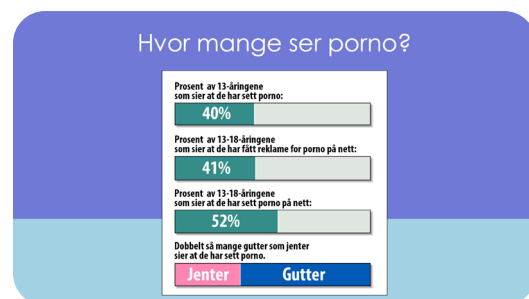 Hvor mange ser porno?
Prosent av 13-åringene
som sier at de har sett porno:
40%
Prosent av 13-18-åringene
som sier at de har fått reklame for porno på nett:
41%
Prosent av 13-18-åringene
som sier at de har sett porno på nett:
52%
Dobbelt så mange gutter som jenter
sier at de har sett porno.
Jenter Gutter